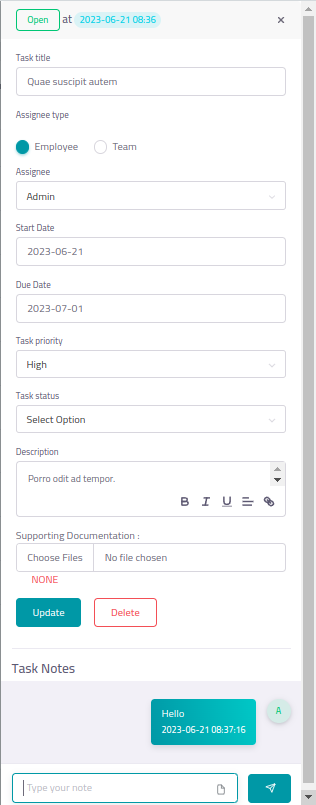 Open at 2023-06-21 08:36 ×
Task title
Quae suscipit autem
Assignee type
Employee Team
Assignee
Admin
Start Date
2023-06-21
Due Date
2023-07-01
Task priority
High
Task status
Select Option
Description
Porro odit ad tempor.
B I U
Supporting Documentation :
Choose Files No file chosen
NONE
Update Delete
Task Notes
Hello A
2023-06-21 08:37:16
Type your note